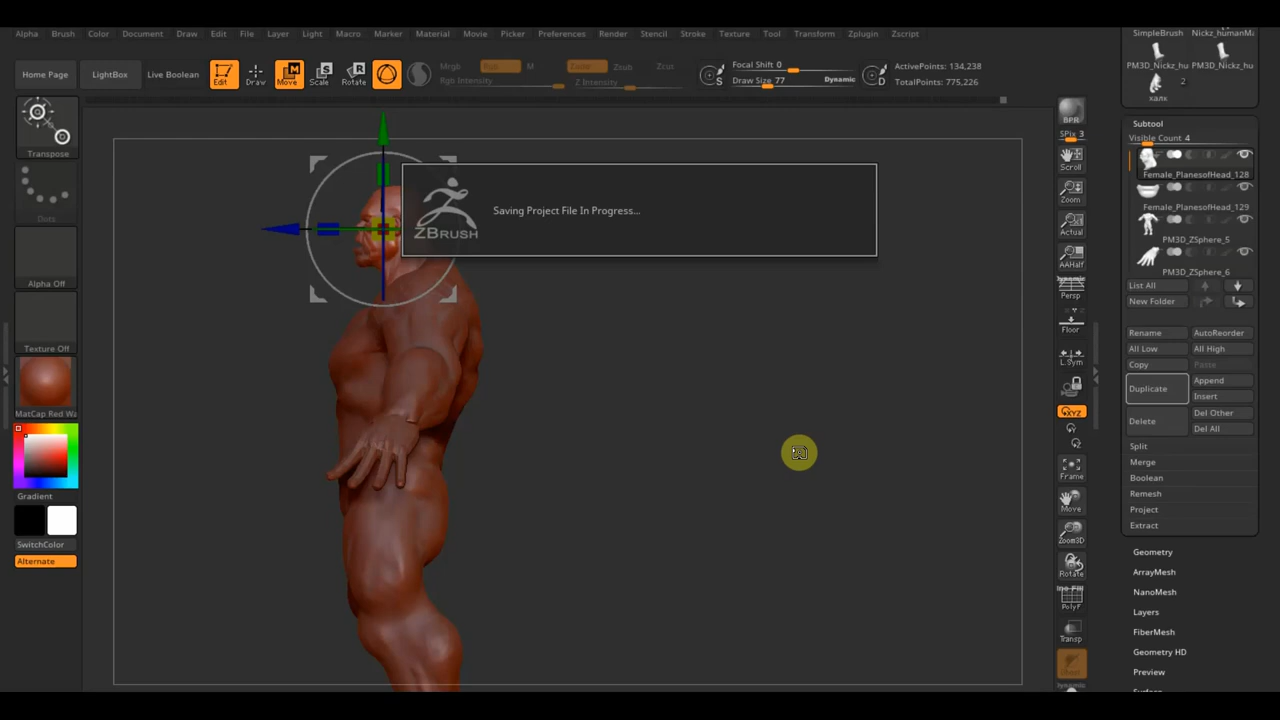 Alpha Brush Color Document Draw Edit File Layer Light Macro Marker Material Movie Picker Preferences Render Stencil Stroke Texture Tool Transform Zplugin Zscript
Home Page
LightBox
Live Boolean
Edit
Draw
Move
Scale
Rotate
Mrgb Rgb M
Rgb Intensity
Zadd Zsub Zcut
Z Intensity
S
Focal Shift 0
Draw Size 77
Dynamic
D
ActivePoints: 134,238
TotalPoints: 775,226
Transpose
Dots
Alpha Off
Texture Off
MatCap Red Wa
Gradient
SwitchColor
Alternate
ZBRUSH
Saving Project File In Progress...
BPR
SPix 3
Scroll
Zoom
Actual
AAHalf
Dynamic
Persp
Floor
L.Sym
XYZ
Frame
Move
Zoom3D
Rotate
PolyF
Transp
Dynamic
SimpleBrush Nickz_humanMa
PM3D_Nickz_hu PM3D_Nickz_hu
2
калк
Subtool
Visible Count 4
Female_PlanesofHead_128
Female_PlanesofHead_129
PM3D_ZSphere_5
PM3D_ZSphere_6
List All
New Folder
Rename AutoReorder
All Low All High
Copy Paste
Duplicate Append
Insert
Delete Del Other
Del All
Split
Merge
Boolean
Remesh
Project
Extract
Geometry
ArrayMesh
NanoMesh
Layers
FiberMesh
Geometry HD
Preview